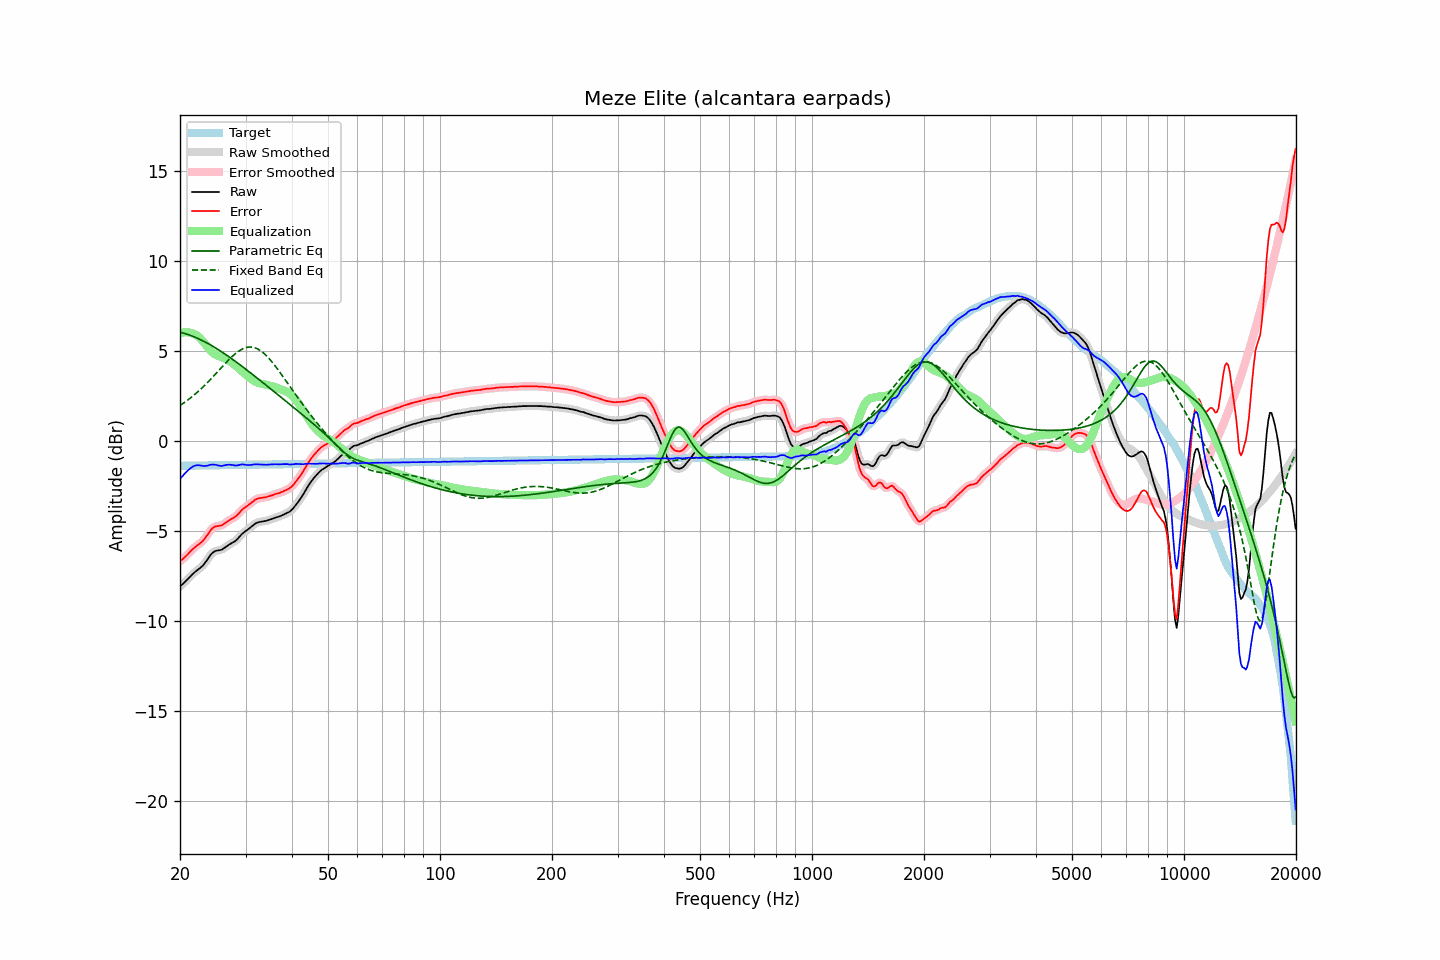 Meze Elite (alcantara earpads)
Target
Raw Smoothed
Error Smoothed
Raw
Error
Equalization
Parametric Eq
Fixed Band Eq
Equalized
Amplitude (dBr)
15
10
5
0
−5
−10
−15
−20
20 50 100 200 500 1000 2000 5000 10000 20000
Frequency (Hz)